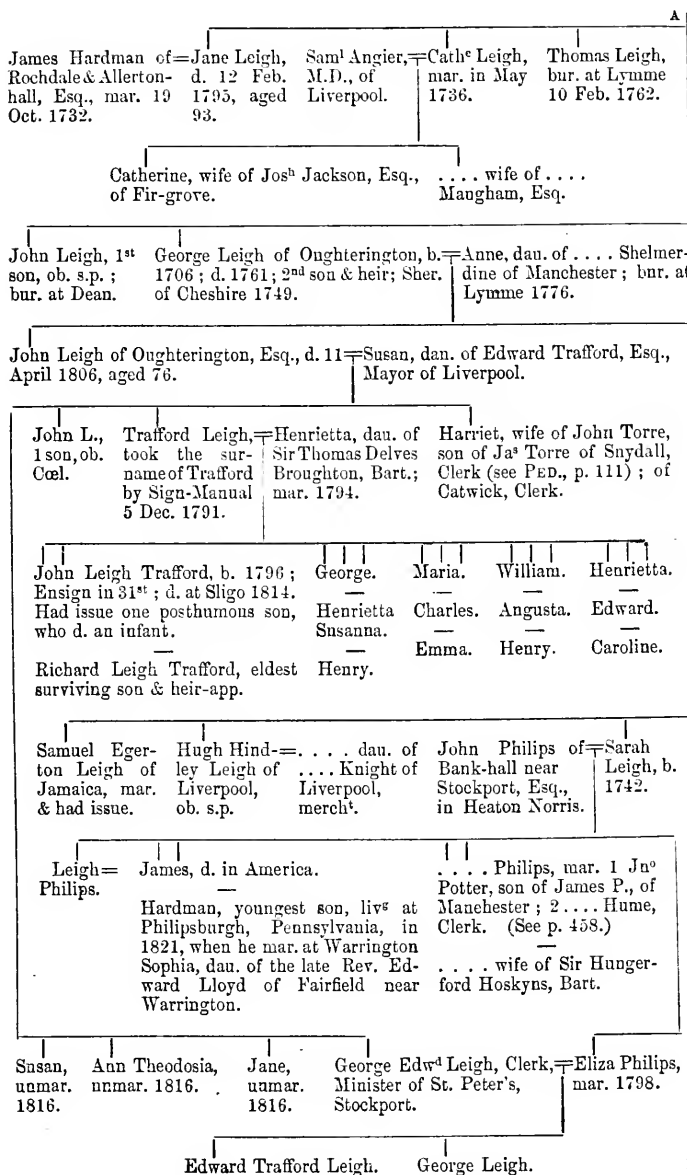 A
James Hardman of=Jane Leigh,
Rochdale & Allerton-
hall, Esq., mar. 19
Oct. 1732.
d. 12 Feb.
1795, aged
93.
Samˡ Angier,
M.D., of
Liverpool.
Cathᵉ Leigh,
mar. in May
1736.
Thomas Leigh,
bur. at Lymme
10 Feb. 1762.
Catherine, wife of Josʰ Jackson, Esq.,
of Fir-grove.
. . . . wife of . . . .
Mangham, Esq.
John Leigh, 1ˢᵗ
son, ob. s.p. ;
bur. at Dean.
George Leigh of Oughterington, b.
1706 ; d. 1761; 2ⁿᵈ son & heir; Sher.
of Cheshire 1749.
Anne, dau. of . . . . Shelmer-
dine of Manchester ; bur. at
Lymme 1776.
John Leigh of Oughterington, Esq., d. 11
April 1806, aged 76.
Susan, dau. of Edward Trafford, Esq.,
Mayor of Liverpool.
John L.,
1 son, ob.
Cœl.
Trafford Leigh,
took the sur-
name of Trafford
by Sign-Manual
5 Dec. 1791.
Henrietta, dau. of
Sir Thomas Delves
Broughton, Bart.;
mar. 1794.
Harriet, wife of John Torre,
son of Jaˢ Torre of Snydall,
Clerk (see PED., p. 111) ; of
Catwick, Clerk.
John Leigh Trafford, b. 1796 ;
Ensign in 31ˢᵗ ; d. at Sligo 1814.
Had issue one posthumous son,
who d. an infant.
—
Richard Leigh Trafford, eldest
surviving son & heir-app.
George.
—
Henrietta
Susanna.
—
Henry.
Maria.
—
Charles.
—
Emma.
William.
—
Augusta.
—
Henry.
Henrietta.
—
Edward.
—
Caroline.
Samuel Eger-
ton Leigh of
Jamaica, mar.
& had issue.
Hugh Hind-
ley Leigh of
Liverpool,
ob. s.p.
=. . . . dau. of
. . . . Knight of
Liverpool,
merchᵗ.
John Philips of
Bank-hall near
Stockport, Esq.,
in Heaton Norris.
Sarah
Leigh, b.
1742.
Leigh=
Philips.
James, d. in America.
—
Hardman, youngest son, livᵍ at
Philipsburgh, Pennsylvania, in
1821, when he mar. at Warrington
Sophia, dau. of the late Rev. Ed-
ward Lloyd of Fairfield near
Warrington.
. . . . Philips, mar. 1 Jnᵒ
Potter, son of James P., of
Manchester ; 2 . . . . Hume,
Clerk. (See p. 458.)
—
. . . . wife of Sir Hunger-
ford Hoskyns, Bart.
Susan,
unmar.
1816.
Ann Theodosia,
unmar. 1816.
Jane,
unmar.
1816.
George Edwᵈ Leigh, Clerk,
Minister of St. Peter's,
Stockport.
Eliza Philips,
mar. 1798.
Edward Trafford Leigh.
George Leigh.